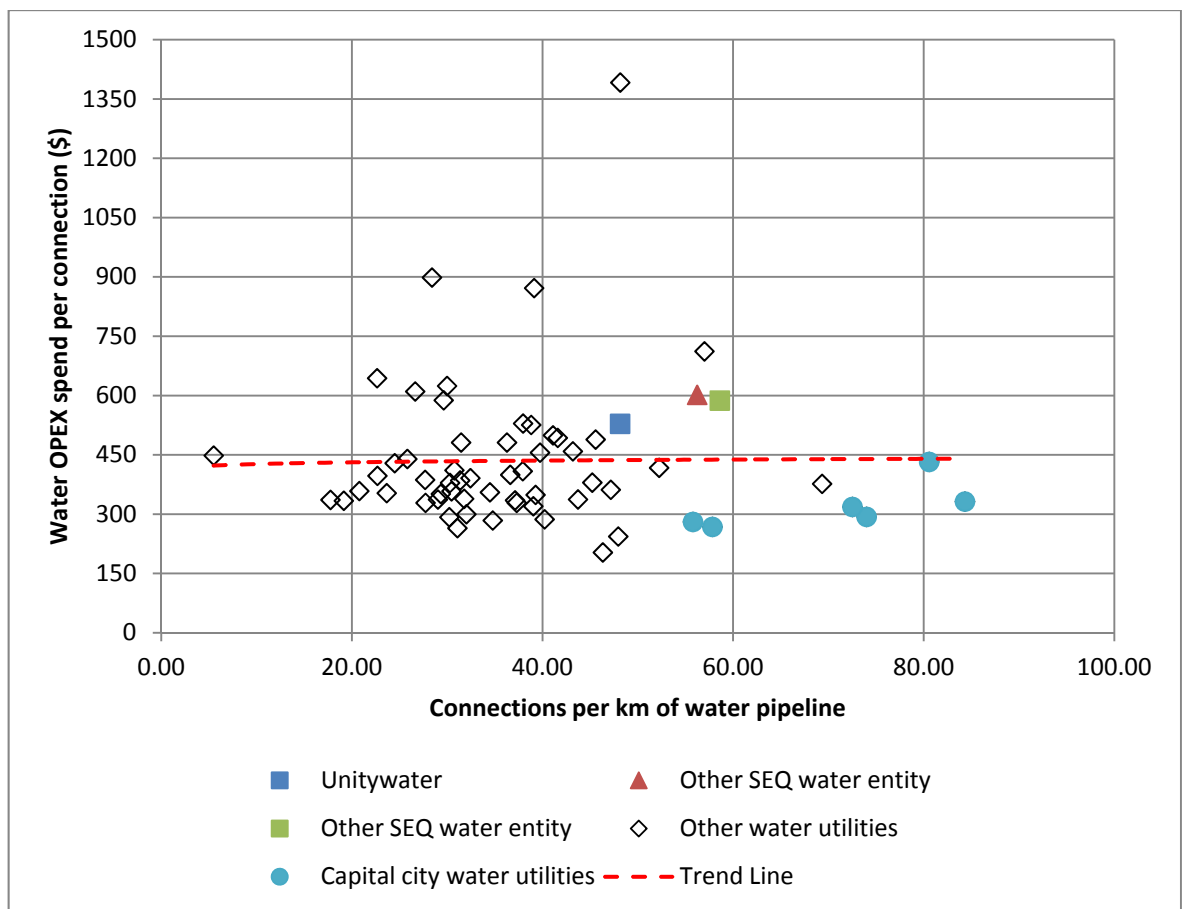 Water OPEX spend per connection ($)
1500
1350
1200
1050
900
750
600
450
300
150
0
0.00 20.00 40.00 60.00 80.00 100.00
Connections per km of water pipeline
Unitywater Other SEQ water entity
Other SEQ water entity Other water utilities
Capital city water utilities Trend Line